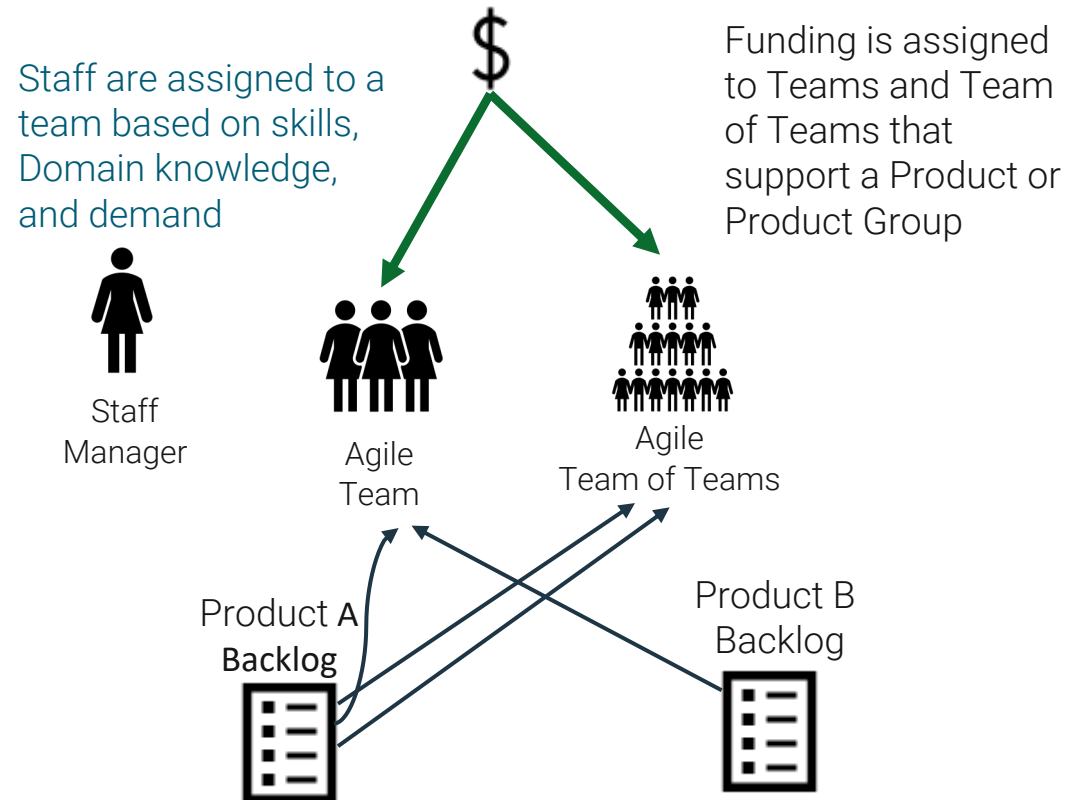 $
Staff are assigned to a
team based on skills,
Domain knowledge,
and demand
Funding is assigned
to Teams and Team
of Teams that
support a Product or
Product Group
Staff
Manager
Agile
Team
Agile
Team of Teams
Product A
Backlog
Product B
Backlog